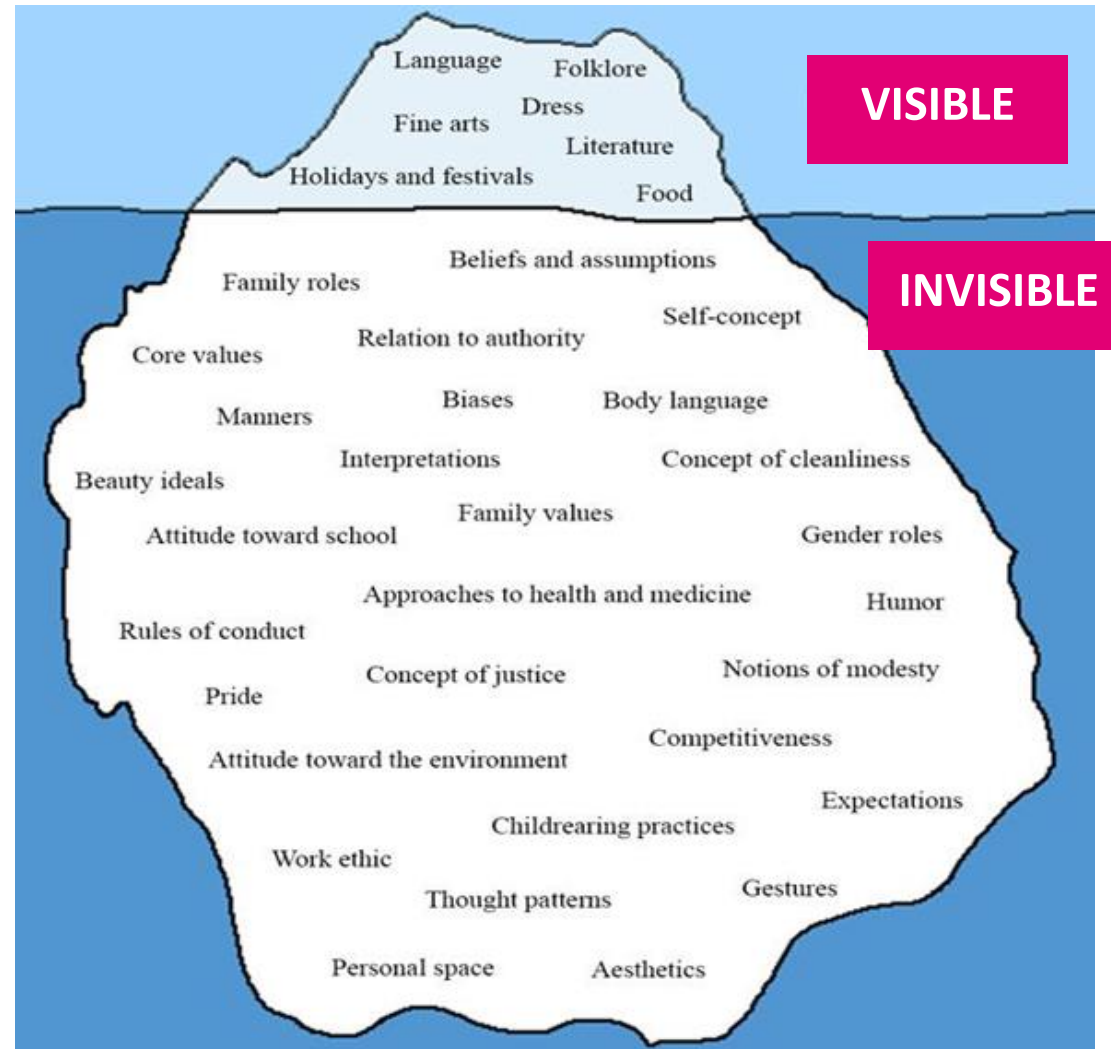 Language
Folklore
VISIBLE
Dress
Fine arts
Literature
Holidays and festivals
Food
Beliefs and assumptions
Family roles
INVISIBLE
Self-concept
Relation to authority
Core values
Biases
Body language
Manners
Interpretations
Concept of cleanliness
Beauty ideals
Family values
Attitude toward school
Gender roles
Approaches to health and medicine
Humor
Rules of conduct
Concept of justice
Notions of modesty
Pride
Competitiveness
Attitude toward the environment
Expectations
Childrearing practices
Work ethic
Thought patterns
Gestures
Personal space
Aesthetics